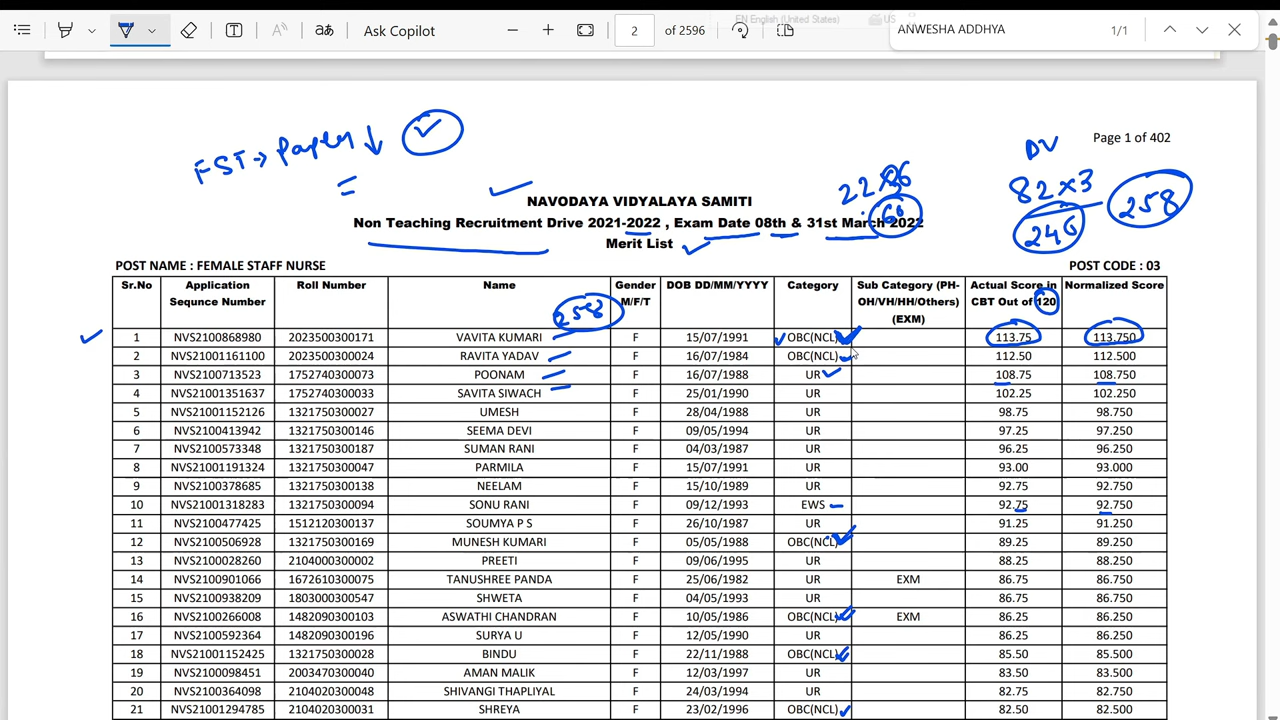 EN English (United States) US
Ask Copilot 2 of 2596 ANWESHA ADDHYA 1/1
Page 1 of 402
FST → Paper ↓ ✓
=
DV
82 x 3
246
258
60
NAVODAYA VIDYALAYA SAMITI
Non Teaching Recruitment Drive 2021-2022 , Exam Date 08th & 31st March 2022
Merit List
POST NAME : FEMALE STAFF NURSE POST CODE : 03
Sr.No Application Sequnce Number Roll Number Name Gender M/F/T DOB DD/MM/YYYY Category Sub Category (PH-OH/VH/HH/Others) (EXM) Actual Score in CBT Out of 120 Normalized Score
258
1 NVS2100868980 2023500300171 VAVITA KUMARI F 15/07/1991 OBC(NCL) 113.75 113.750
2 NVS21001161100 2023500300024 RAVITA YADAV F 16/07/1984 OBC(NCL) 112.50 112.500
3 NVS2100713523 1752740300073 POONAM F 16/07/1988 UR 108.75 108.750
4 NVS21001351637 1752740300033 SAVITA SIWACH F 25/01/1990 UR 102.25 102.250
5 NVS21001152126 1321750300027 UMESH F 28/04/1988 UR 98.75 98.750
6 NVS2100413942 1321750300146 SEEMA DEVI F 09/05/1994 UR 97.25 97.250
7 NVS2100573348 1321750300187 SUMAN RANI F 04/03/1987 UR 96.25 96.250
8 NVS21001191324 1321750300047 PARMILA F 15/07/1991 UR 93.00 93.000
9 NVS2100378685 1321750300138 NEELAM F 15/10/1989 UR 92.75 92.750
10 NVS21001318283 1321750300094 SONU RANI F 09/12/1993 EWS 92.75 92.750
11 NVS2100477425 1512120300137 SOUMYA P S F 26/10/1987 UR 91.25 91.250
12 NVS2100506928 1321750300169 MUNESH KUMARI F 05/05/1988 OBC(NCL) 89.25 89.250
13 NVS2100028260 2104000300002 PREETI F 09/06/1995 UR 88.25 88.250
14 NVS2100901066 1672610300075 TANUSHREE PANDA F 25/06/1982 UR EXM 86.75 86.750
15 NVS2100938209 1803000300547 SHWETA F 04/05/1993 UR 86.75 86.750
16 NVS2100266008 1482090300103 ASWATHI CHANDRAN F 10/05/1986 OBC(NCL) EXM 86.25 86.250
17 NVS2100592364 1482090300196 SURYA U F 12/05/1990 UR 86.25 86.250
18 NVS21001152425 1321750300028 BINDU F 22/11/1988 OBC(NCL) 85.50 85.500
19 NVS2100098451 2003470300040 AMAN MALIK F 12/03/1997 UR 83.50 83.500
20 NVS2100364098 2104020300048 SHIVANGI THAPLIYAL F 24/03/1994 UR 82.75 82.750
21 NVS21001294785 2104020300031 SHREYA F 23/02/1996 OBC(NCL) 82.50 82.500